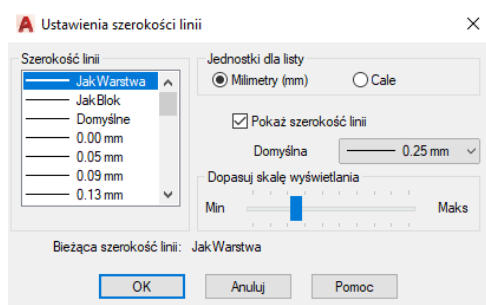 A Ustawienia szerokości linii
Szerokość linii
JakWarstwa
JakBlok
Domyślne
0.00 mm
0.05 mm
0.09 mm
0.13 mm
Jednostki dla listy
Milimetry (mm) Cale
Pokaż szerokość linii
Domyślna 0.25 mm
Dopasuj skalę wyświetlania
Min Maks
Bieżąca szerokość linii: JakWarstwa
OK Anuluj Pomoc